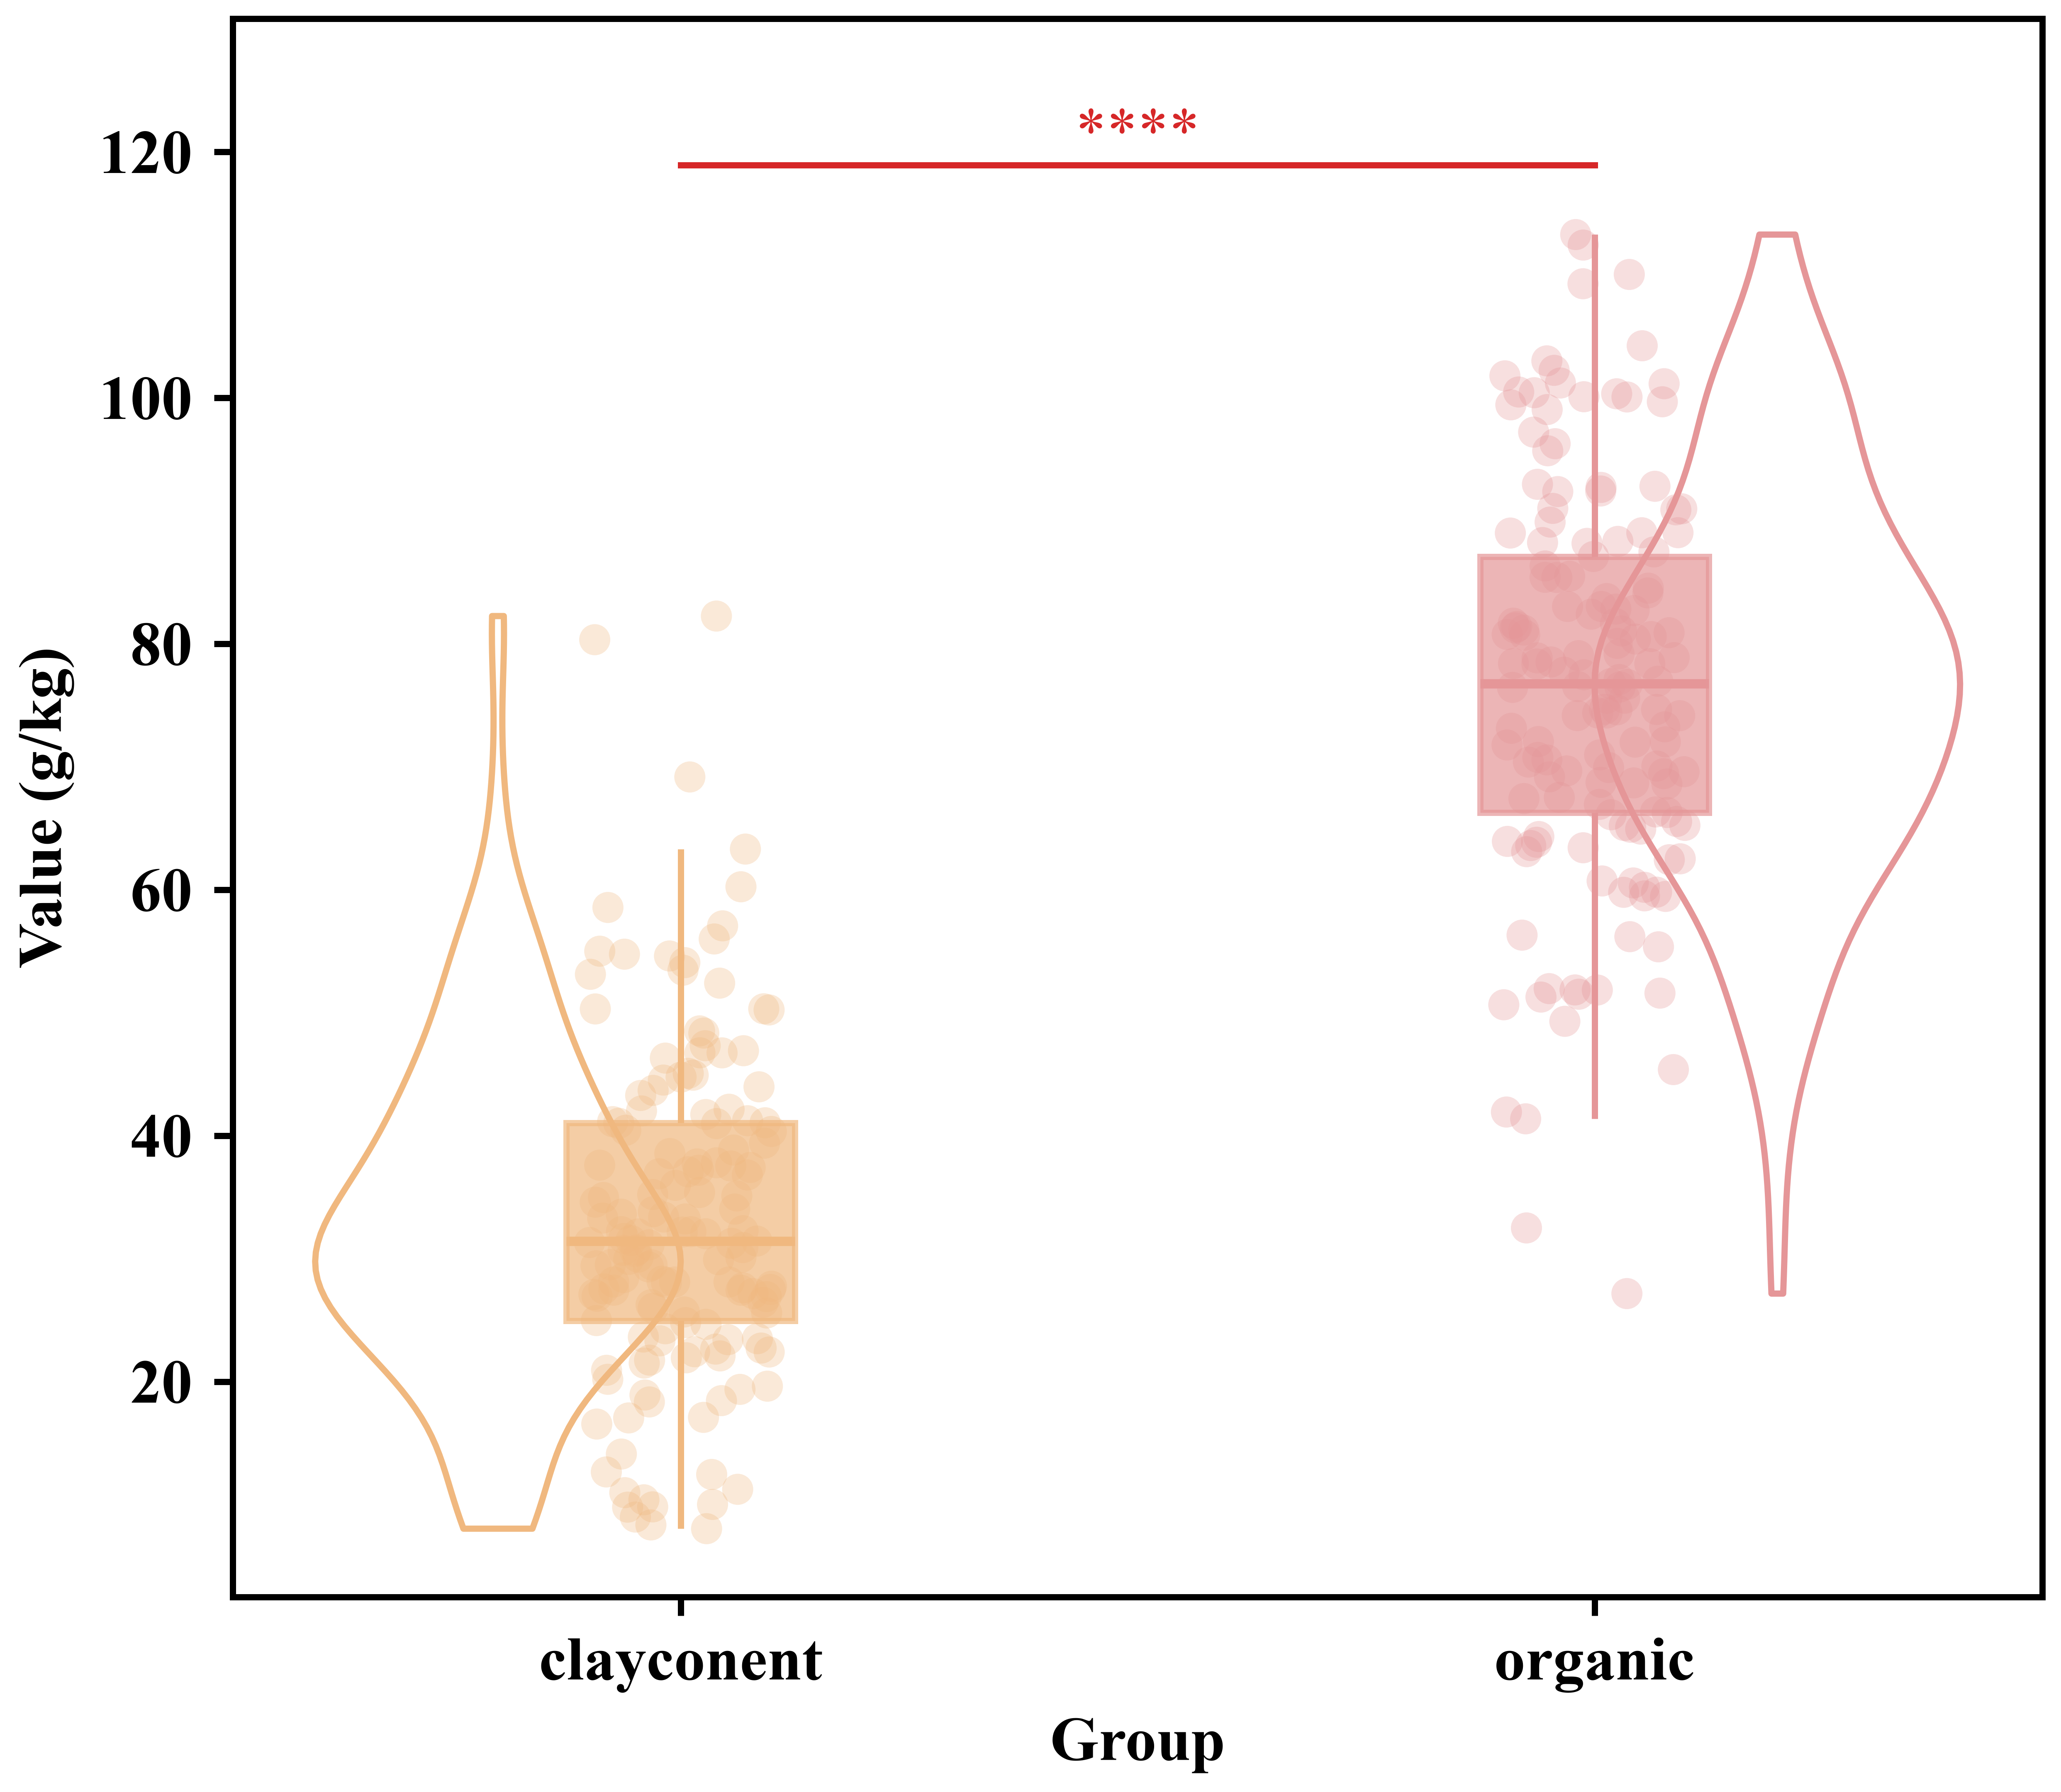 ****
120
100
80
60
40
20
Value (g/kg)
clayconent
organic
Group